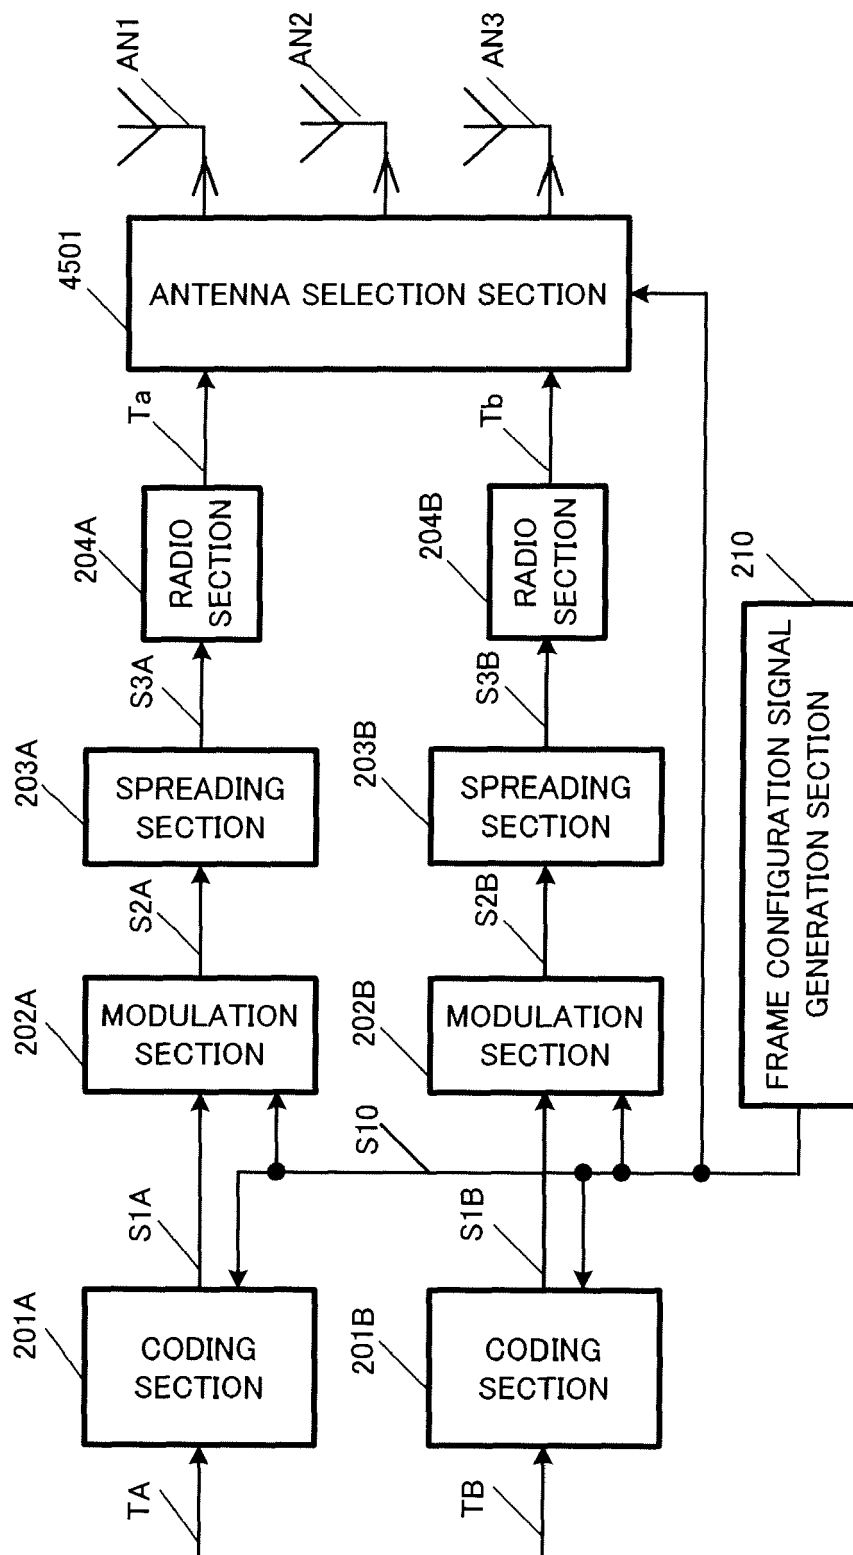 TA
201A
CODING
SECTION
S1A
202A
MODULATION
SECTION
S2A
203A
SPREADING
SECTION
S3A
204A
RADIO
SECTION
Ta
4501
ANTENNA SELECTION SECTION
AN1
AN2
AN3
TB
201B
CODING
SECTION
S1B
S10
202B
MODULATION
SECTION
S2B
203B
SPREADING
SECTION
S3B
204B
RADIO
SECTION
Tb
210
FRAME CONFIGURATION SIGNAL
GENERATION SECTION